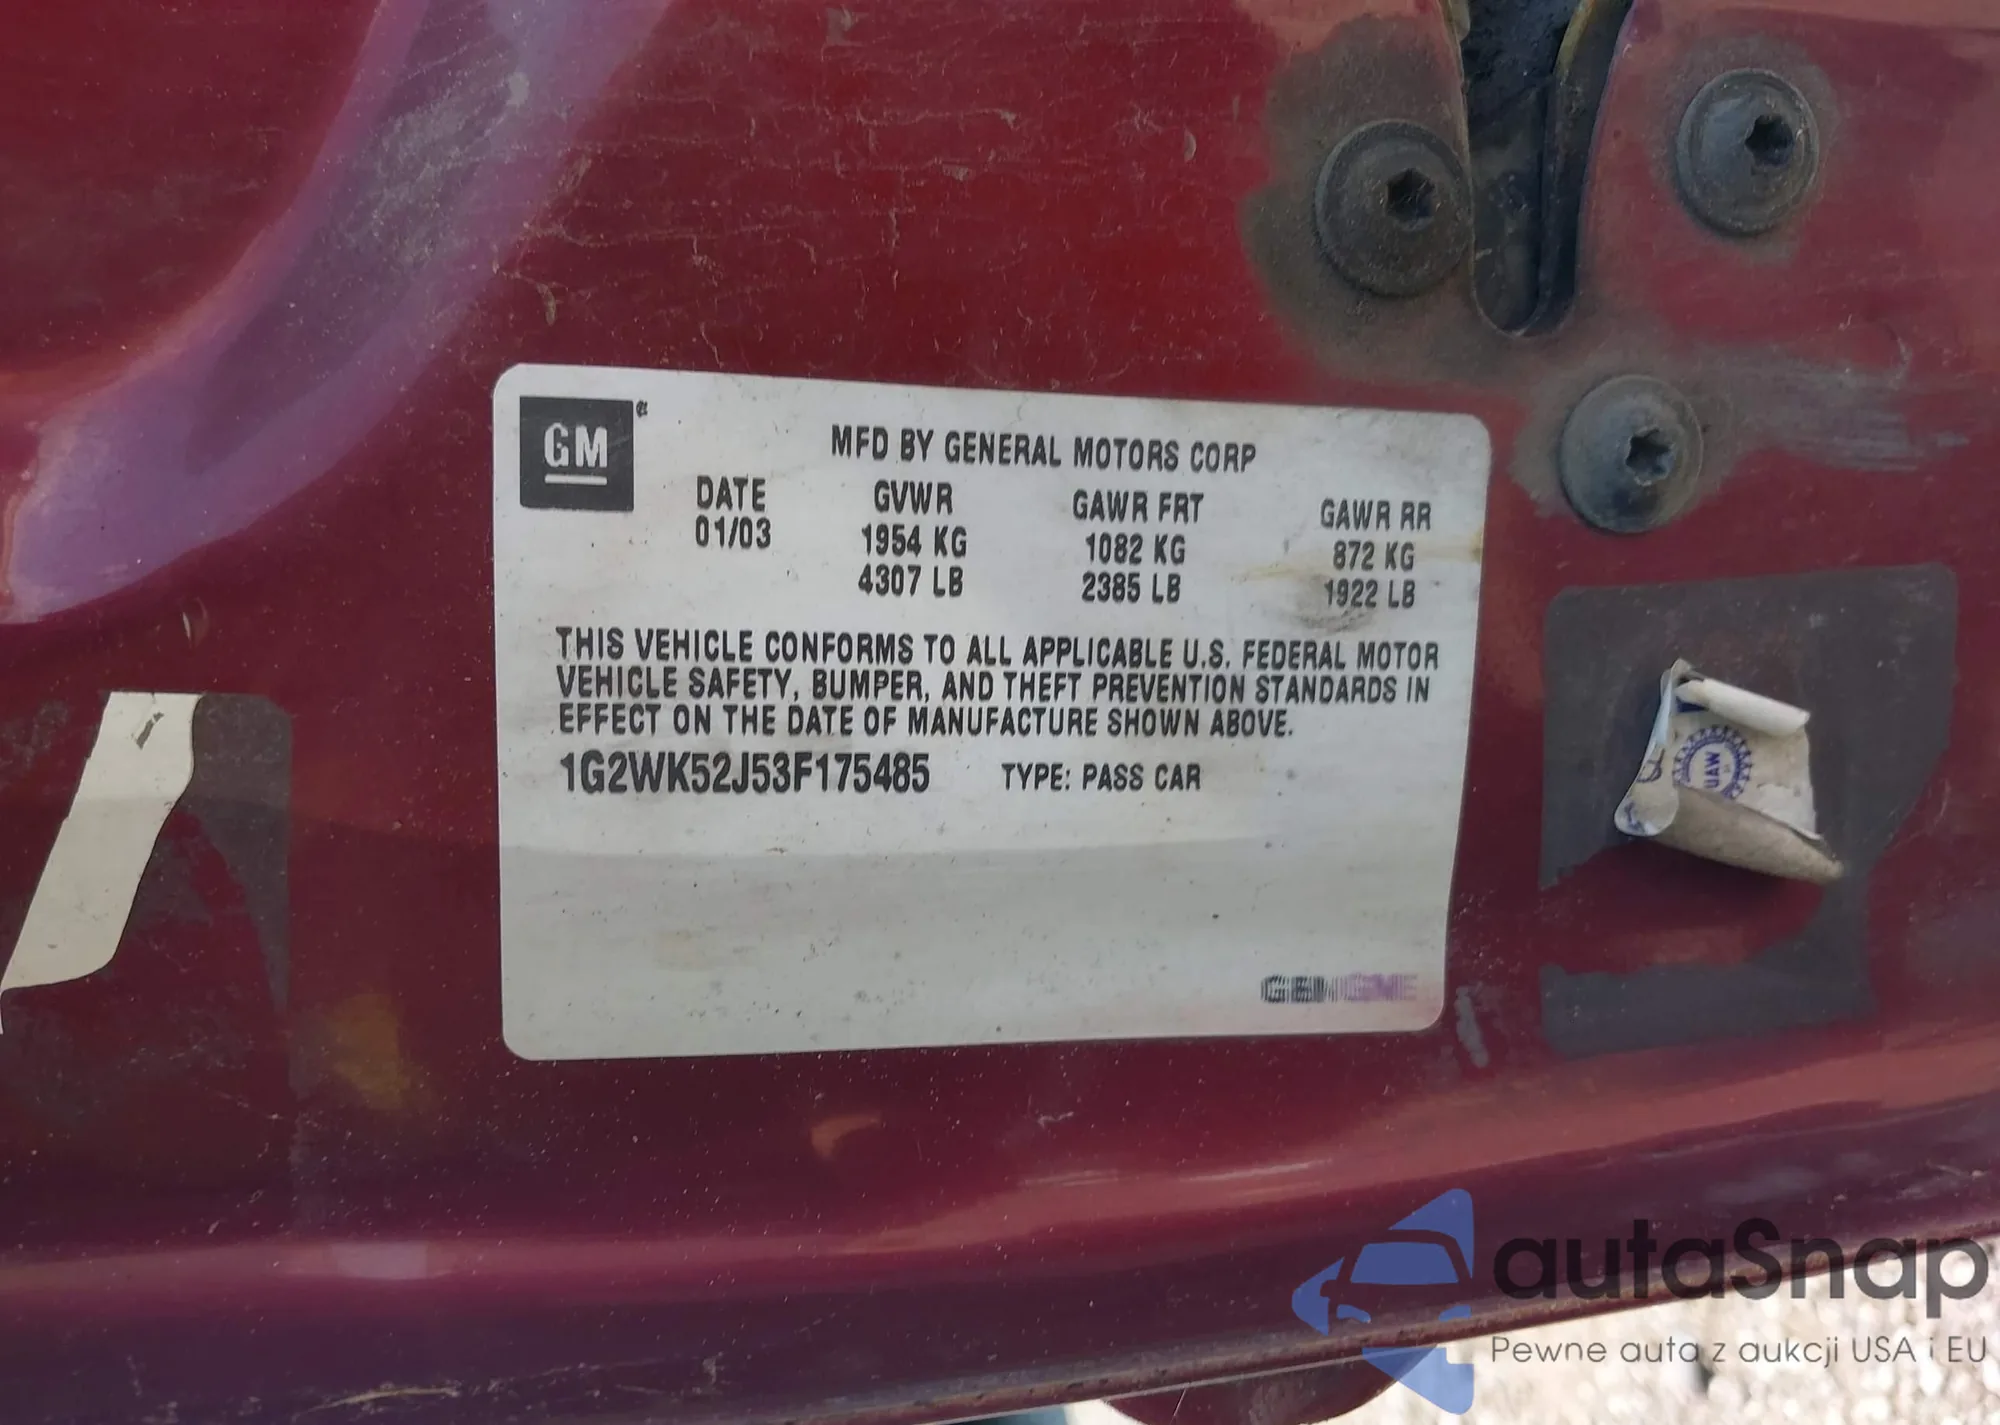 GM
MFD BY GENERAL MOTORS CORP
DATE GVWR GAWR FRT GAWR RR
01/03 1954 KG 1082 KG 872 KG
4307 LB 2385 LB 1922 LB
THIS VEHICLE CONFORMS TO ALL APPLICABLE U.S. FEDERAL MOTOR
VEHICLE SAFETY, BUMPER, AND THEFT PREVENTION STANDARDS IN
EFFECT ON THE DATE OF MANUFACTURE SHOWN ABOVE.
1G2WK52J53F175485 TYPE: PASS CAR
UAW
autaSnap
Pewne auta z aukcji USA i EU